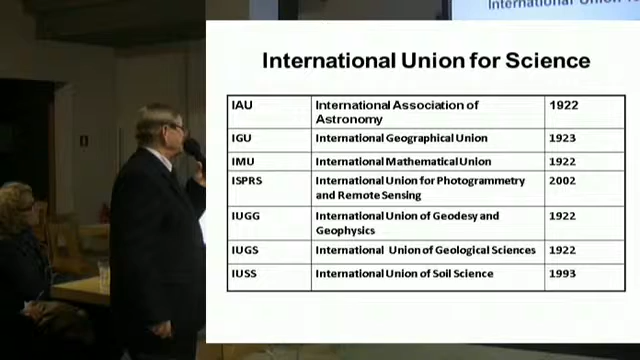 International Union for Science
IAU International Association of
Astronomy 1922
IGU International Geographical Union 1923
IMU International Mathematical Union 1922
ISPRS International Union for Photogrammetry
and Remote Sensing 2002
IUGG International Union of Geodesy and
Geophysics 1922
IUGS International Union of Geological Sciences 1922
IUSS International Union of Soil Science 1993
International Union